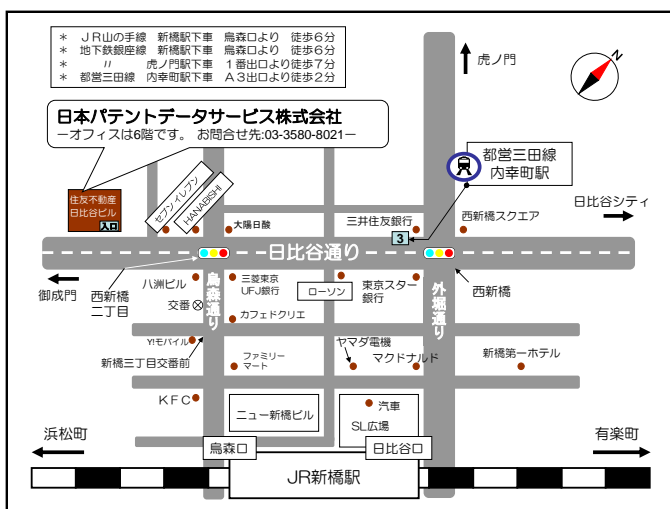 ＊ ＪＲ山の手線 新橋駅下車 烏森口より 徒歩６分
＊ 地下鉄銀座線 新橋駅下車 烏森口より 徒歩６分
＊ 〃 虎ノ門駅下車 １番出口より徒歩７分
＊ 都営三田線 内幸町駅下車 Ａ３出口より徒歩２分
虎ノ門
N
日本パテントデータサービス株式会社
－オフィスは6階です。 お問合せ先:03-3580-8021－
都営三田線
内幸町駅
住友不動産
日比谷ビル
入口
セブンイレブン
HANABISHI
大陽日酸
三井住友銀行
3
西新橋スクエア
日比谷シティ
日比谷通り
御成門
西新橋
二丁目
八洲ビル
交番
烏森通り
三菱東京
UFJ銀行
カフェドクリエ
ローソン
東京スター
銀行
外堀通り
西新橋
Y!モバイル
新橋三丁目交番前
ファミリー
マート
ヤマダ電機
マクドナルド
新橋第一ホテル
ＫＦＣ
ニュー新橋ビル
汽車
SL広場
浜松町
烏森口
日比谷口
有楽町
JR新橋駅